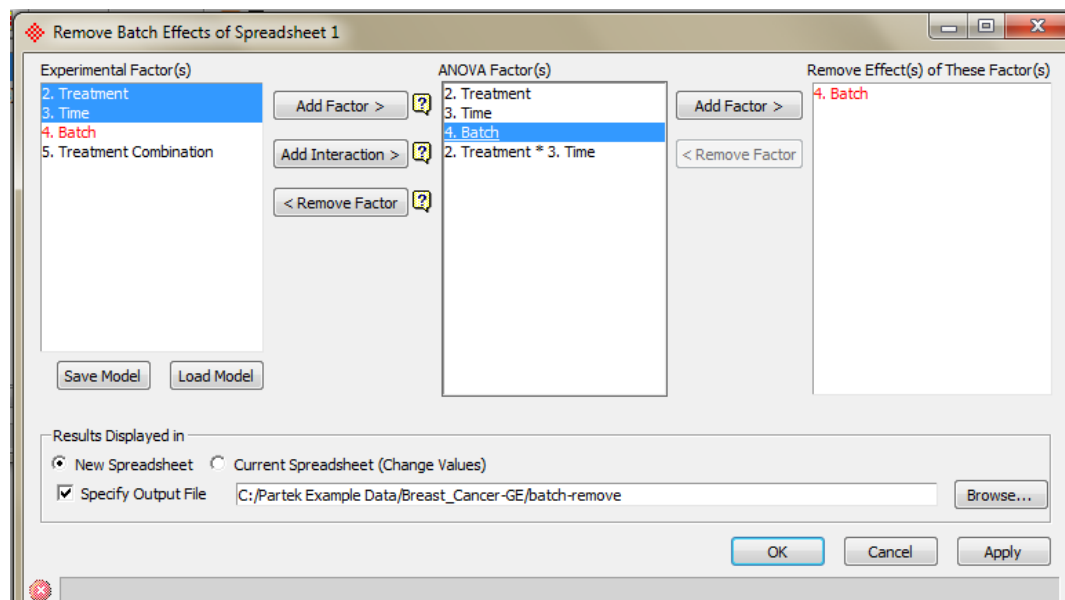 Remove Batch Effects of Spreadsheet 1
Experimental Factor(s)
2. Treatment
3. Time
4. Batch
5. Treatment Combination
Add Factor > ?
Add Interaction > ?
< Remove Factor ?
ANOVA Factor(s)
2. Treatment
3. Time
4. Batch
2. Treatment * 3. Time
Add Factor >
< Remove Factor
Remove Effect(s) of These Factor(s)
4. Batch
Save Model Load Model
Results Displayed in
New Spreadsheet Current Spreadsheet (Change Values)
Specify Output File C:/Partek Example Data/Breast_Cancer-GE/batch-remove Browse...
OK Cancel Apply